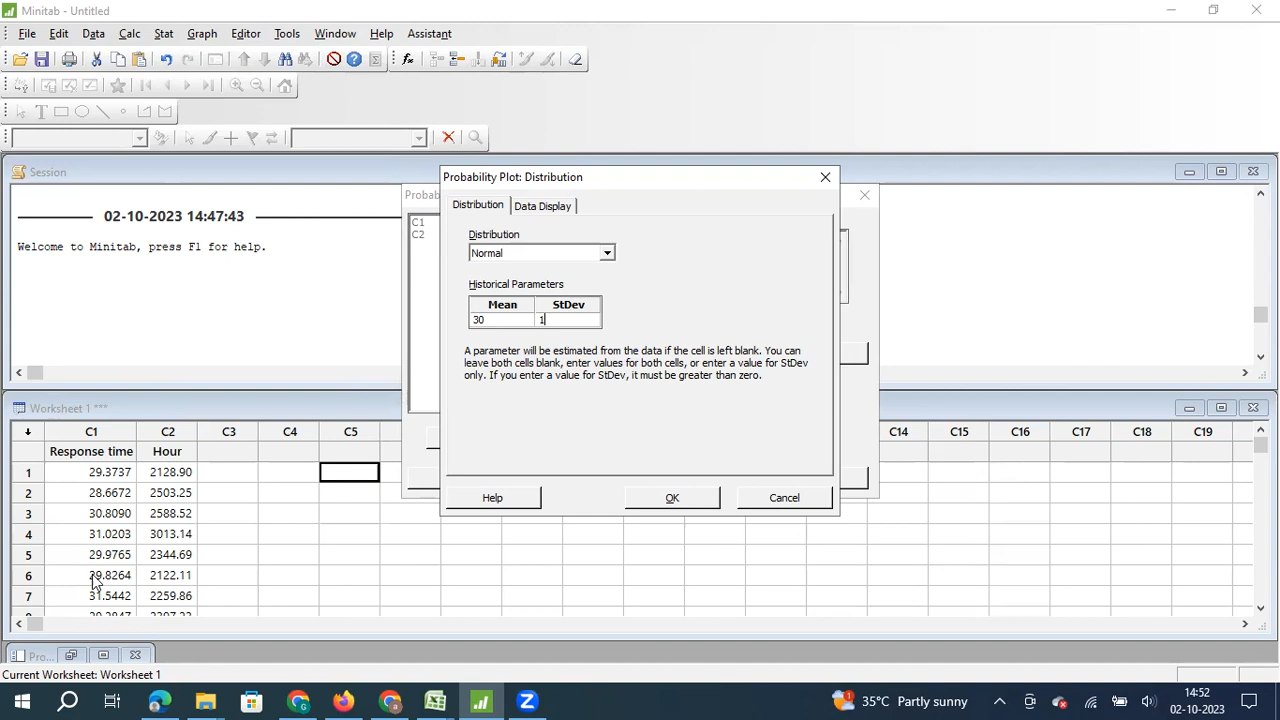 Minitab - Untitled
File Edit Data Calc Stat Graph Editor Tools Window Help Assistant
Session
02-10-2023 14:47:43
Welcome to Minitab, press F1 for help.
C1
C2
Probability Plot: Distribution
Distribution Data Display
Distribution
Normal
Historical Parameters
Mean StDev
30 1
A parameter will be estimated from the data if the cell is left blank. You can
leave both cells blank, enter values for both cells, or enter a value for StDev
only. If you enter a value for StDev, it must be greater than zero.
Help OK Cancel
Worksheet 1 ***
C1 C2 C3 C4 C5 C14 C15 C16 C17 C18 C19
Response time Hour
1 29.3737 2128.90
2 28.6672 2503.25
3 30.8090 2588.52
4 31.0203 3013.14
5 29.9765 2344.69
6 29.8264 2122.11
7 31.5442 2259.86
Pro...
Current Worksheet: Worksheet 1
35°C Partly sunny
14:52
02-10-2023